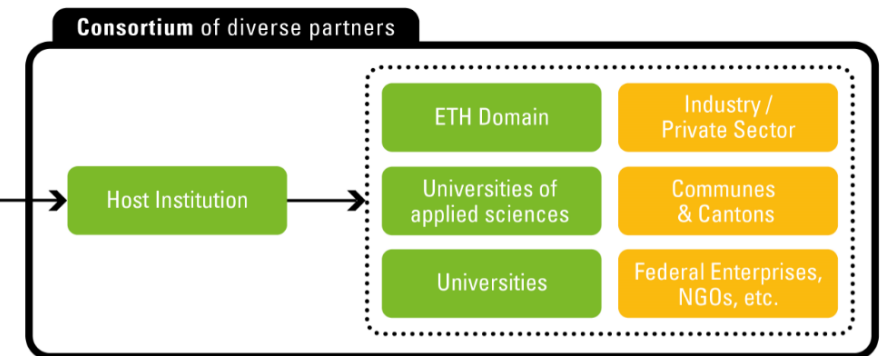 Consortium of diverse partners
Host Institution
ETH Domain
Industry /
Private Sector
Universities of
applied sciences
Communes
& Cantons
Universities
Federal Enterprises,
NGOs, etc.